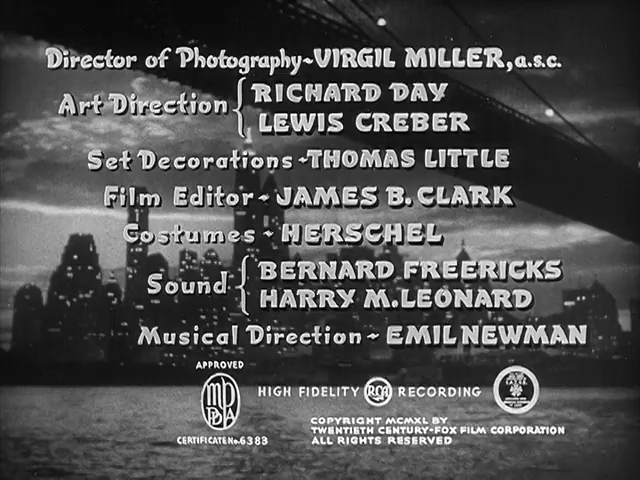 Director of Photography~VIRGIL MILLER, a.s.c.
Art Direction { RICHARD DAY
LEWIS CREBER
Set Decorations~THOMAS LITTLE
Film Editor~JAMES B. CLARK
Costumes~HERSCHEL
Sound { BERNARD FREERICKS
HARRY M. LEONARD
Musical Direction~EMIL NEWMAN
APPROVED
MPPDA
CERTIFICATE No. 6383
HIGH FIDELITY RCA RECORDING
COPYRIGHT MCMXL BY
TWENTIETH CENTURY-FOX FILM CORPORATION
ALL RIGHTS RESERVED